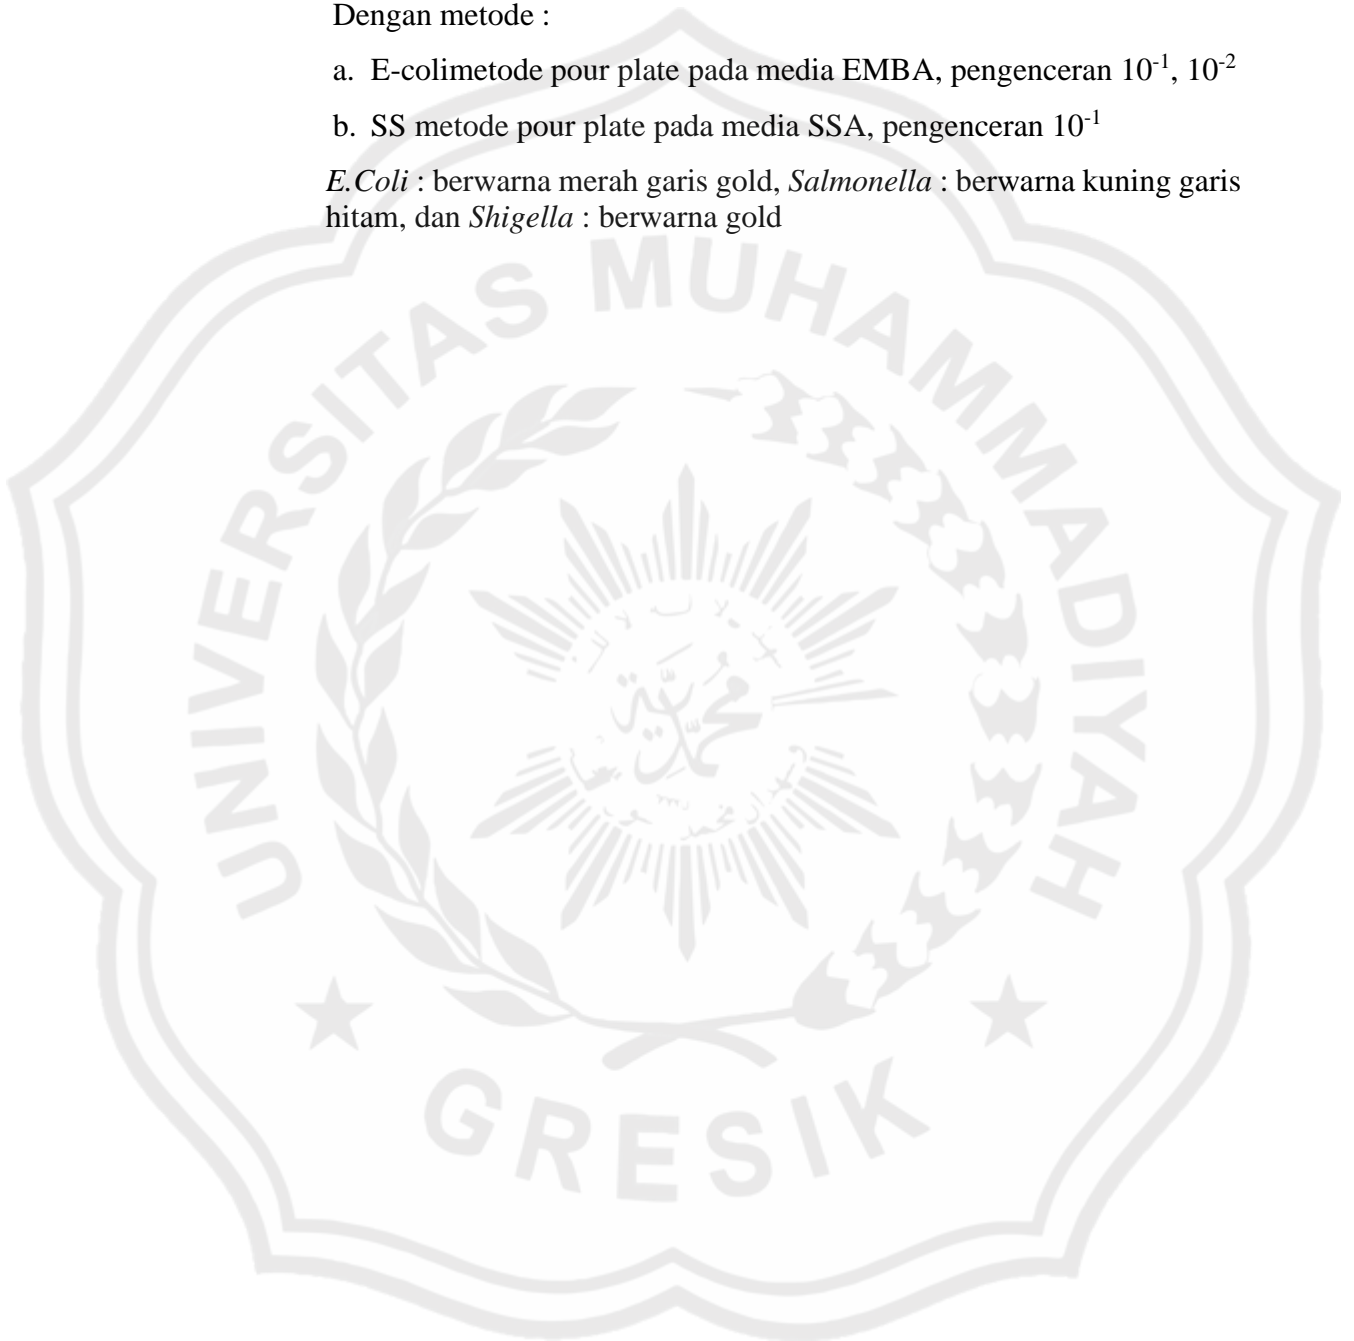 Dengan metode :
a. E-colimetode pour plate pada media EMBA, pengenceran 10⁻¹, 10⁻²
b. SS metode pour plate pada media SSA, pengenceran 10⁻¹
E.Coli : berwarna merah garis gold, Salmonella : berwarna kuning garis
hitam, dan Shigella : berwarna gold
UNIVERSITAS MUHAMMADIYAH
محمدية
GRESIK